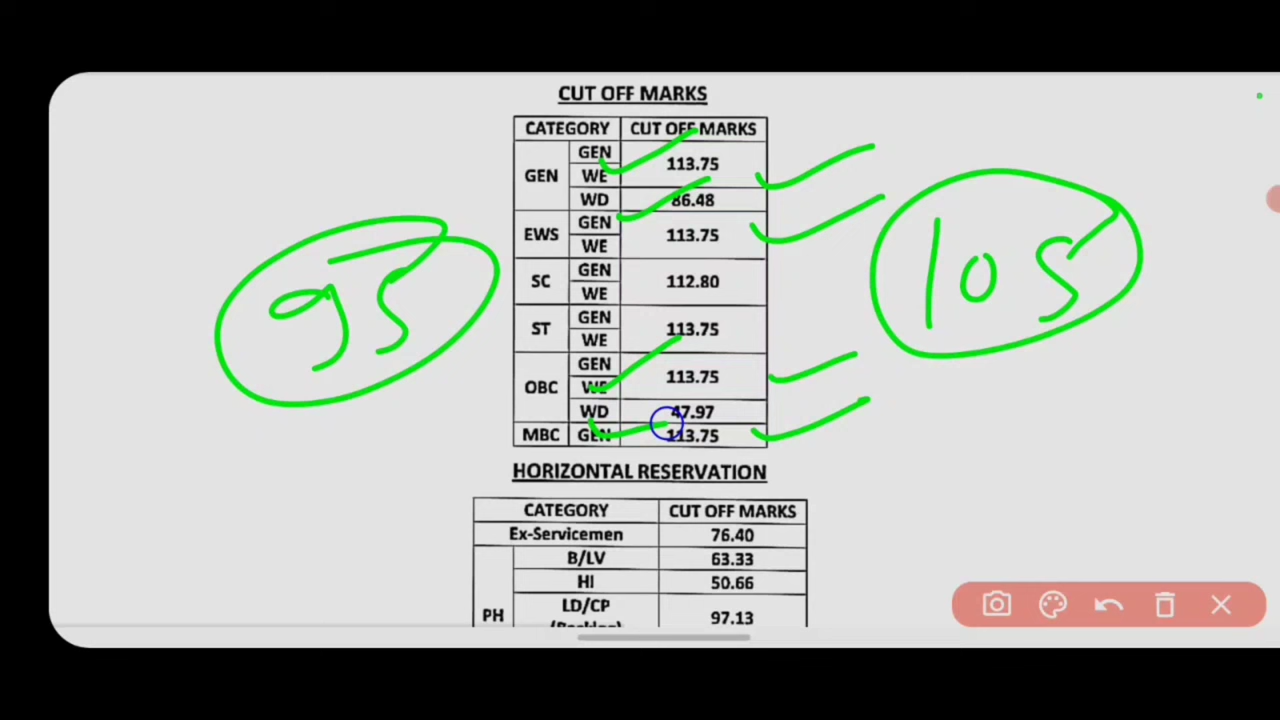 CUT OFF MARKS
CATEGORY CUT OFF MARKS
GEN GEN 113.75
WE
WD 86.48
EWS GEN 113.75
WE
SC GEN 112.80
WE
ST GEN 113.75
WE
OBC GEN 113.75
WE
WD 47.97
MBC GEN 113.75
95
105
HORIZONTAL RESERVATION
CATEGORY CUT OFF MARKS
Ex-Servicemen 76.40
PH B/LV 63.33
HI 50.66
LD/CP 97.13